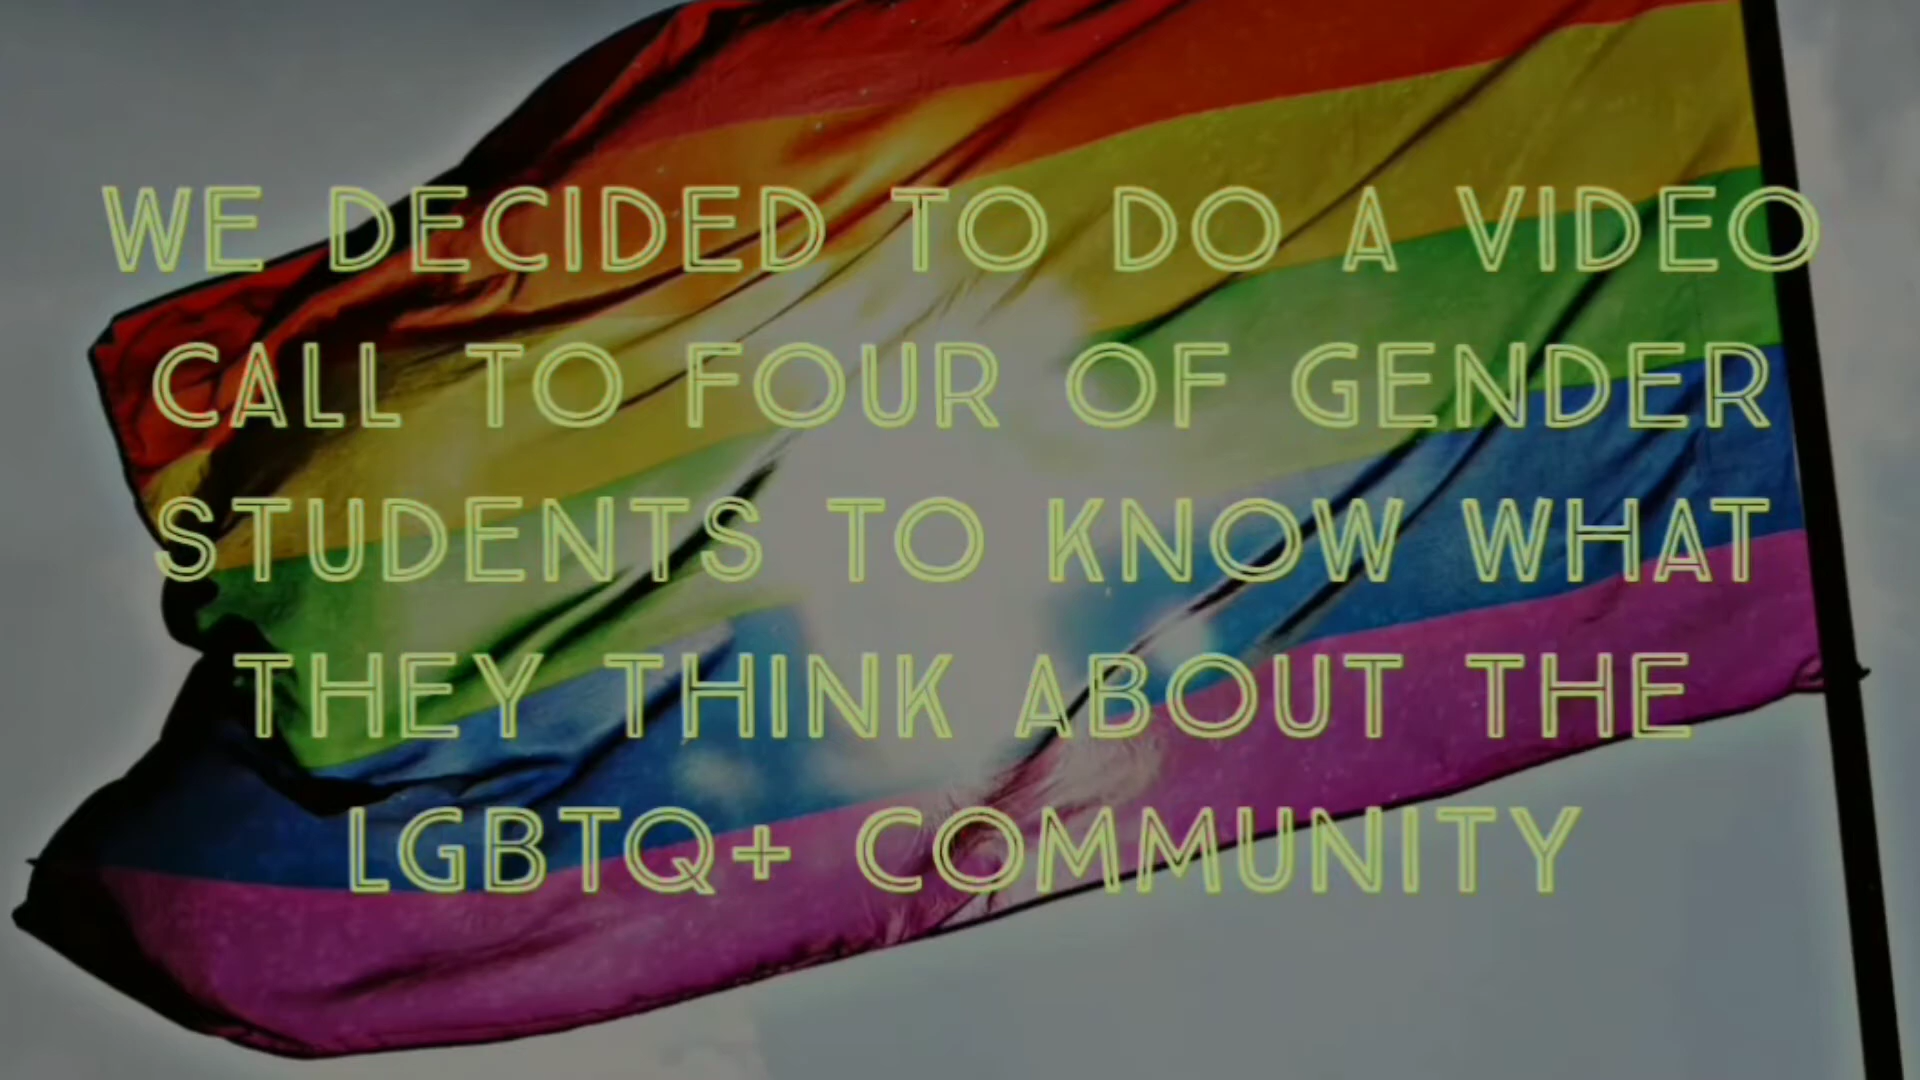 WE DECIDED TO DO A VIDEO
CALL TO FOUR OF GENDER
STUDENTS TO KNOW WHAT
THEY THINK ABOUT THE
LGBTQ+ COMMUNITY